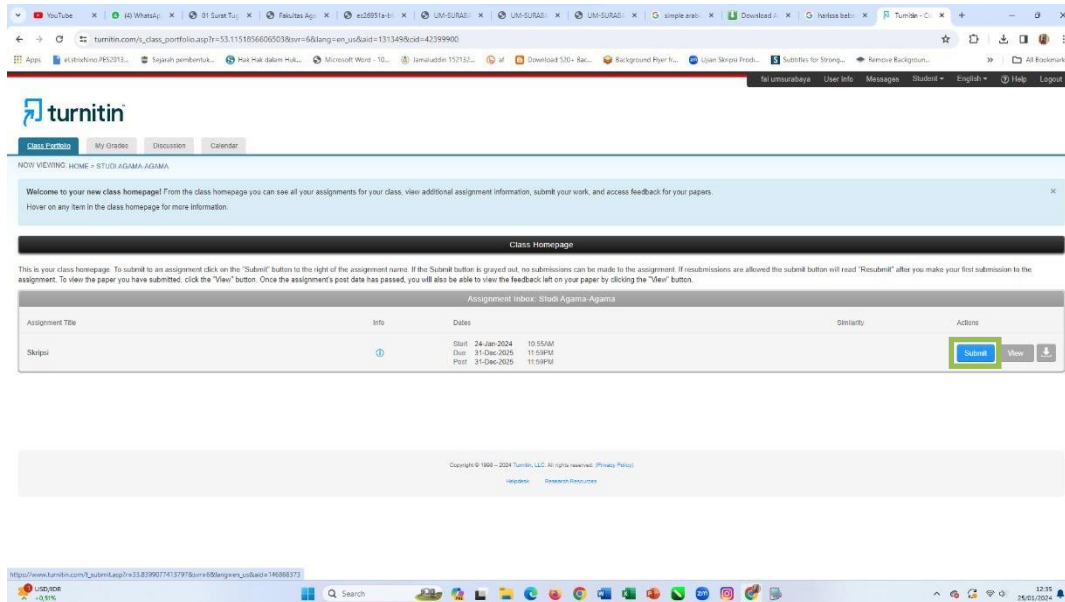 YouTube
(4) WhatsAp
01 Surat Tug
Fakultas Aga
ec26951a-b
UM-SURABA
UM-SURABA
UM-SURABA
simple arab
Download A
harissa bab
Turnitin - Cl
turnitin.com/s_class_portfolio.asp?r=53.1151856606503&svr=6&lang=en_us&aid=131349&cid=42399900
Apps
Sejarah pembentuk...
Hak Hak dalam Huk...
Microsoft Word - 10...
Jamaluddin 152132...
af
Download 520+ Bac...
Background Flyer h...
Ujian Skripsi Prodi...
Subtitles for Strong...
Remove Backgroun...
All Bookmark
fai umsurabaya User Info Messages Student English Help Logout
turnitin
Class Portfolio My Grades Discussion Calendar
NOW VIEWING: HOME > STUDI AGAMA-AGAMA
Welcome to your new class homepage! From the class homepage you can see all your assignments for your class, view additional assignment information, submit your work, and access feedback for your papers.
Hover on any item in the class homepage for more information.
Class Homepage
This is your class homepage. To submit to an assignment click on the "Submit" button to the right of the assignment name. If the Submit button is grayed out, no submissions can be made to the assignment. If resubmissions are allowed the submit button will read "Resubmit" after you make your first submission to the
assignment. To view the paper you have submitted, click the "View" button. Once the assignment's post date has passed, you will also be able to view the feedback left on your paper by clicking the "View" button.
Assignment Inbox: Studi Agama-Agama
Assignment Title Info Dates Similarity Actions
Start 24-Jan-2024 10:55AM
Skripsi Due 31-Dec-2025 11:59PM Submit View
Post 31-Dec-2025 11:59PM
Copyright © 1998 – 2024 Turnitin, LLC. All rights reserved. (Privacy Policy)
Helpdesk Research Resources
USD/IDR
+0,51%
Search
12:35
25/01/2024